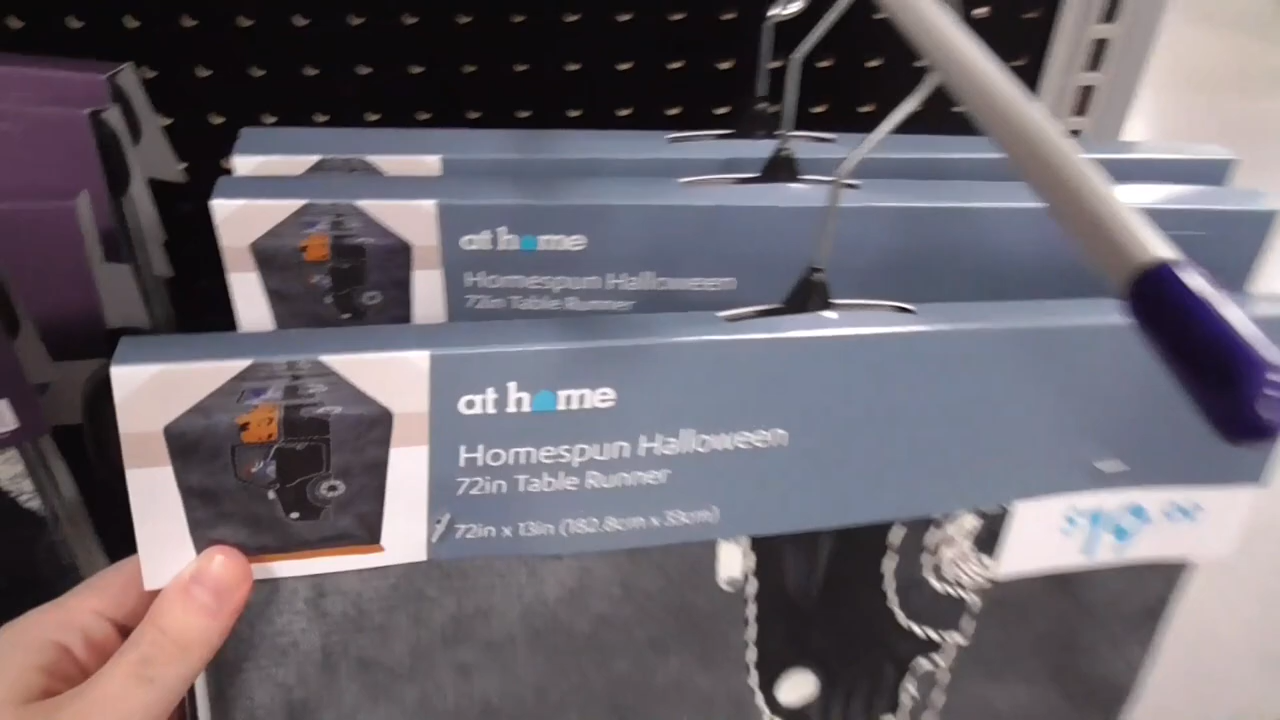 at home
Homespun Halloween
72in Table Runner
at home
Homespun Halloween
72in Table Runner
72in x 13in (182.8cm x 33cm)